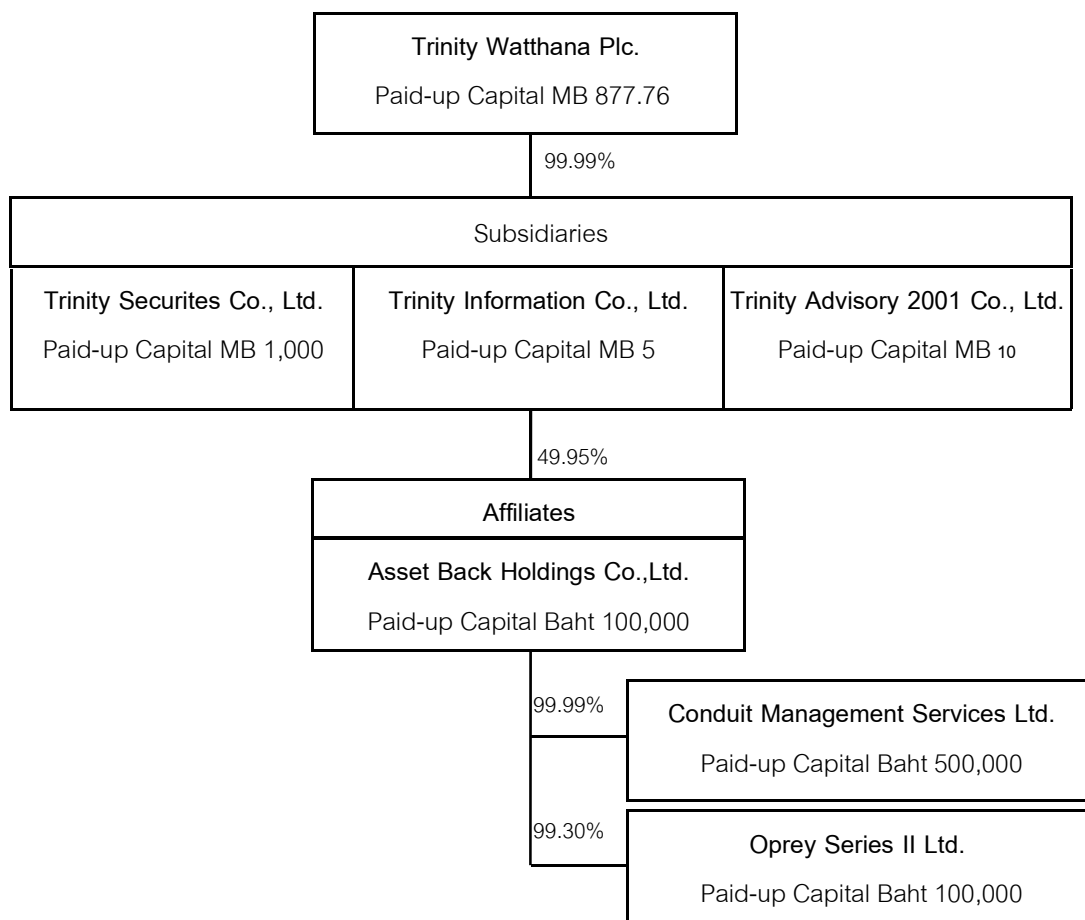 Trinity Watthana Plc.
Paid-up Capital MB 877.76
99.99%
Subsidiaries
Trinity Securites Co., Ltd.
Paid-up Capital MB 1,000
Trinity Information Co., Ltd.
Paid-up Capital MB 5
Trinity Advisory 2001 Co., Ltd.
Paid-up Capital MB 10
49.95%
Affiliates
Asset Back Holdings Co.,Ltd.
Paid-up Capital Baht 100,000
99.99%
Conduit Management Services Ltd.
Paid-up Capital Baht 500,000
99.30%
Oprey Series II Ltd.
Paid-up Capital Baht 100,000